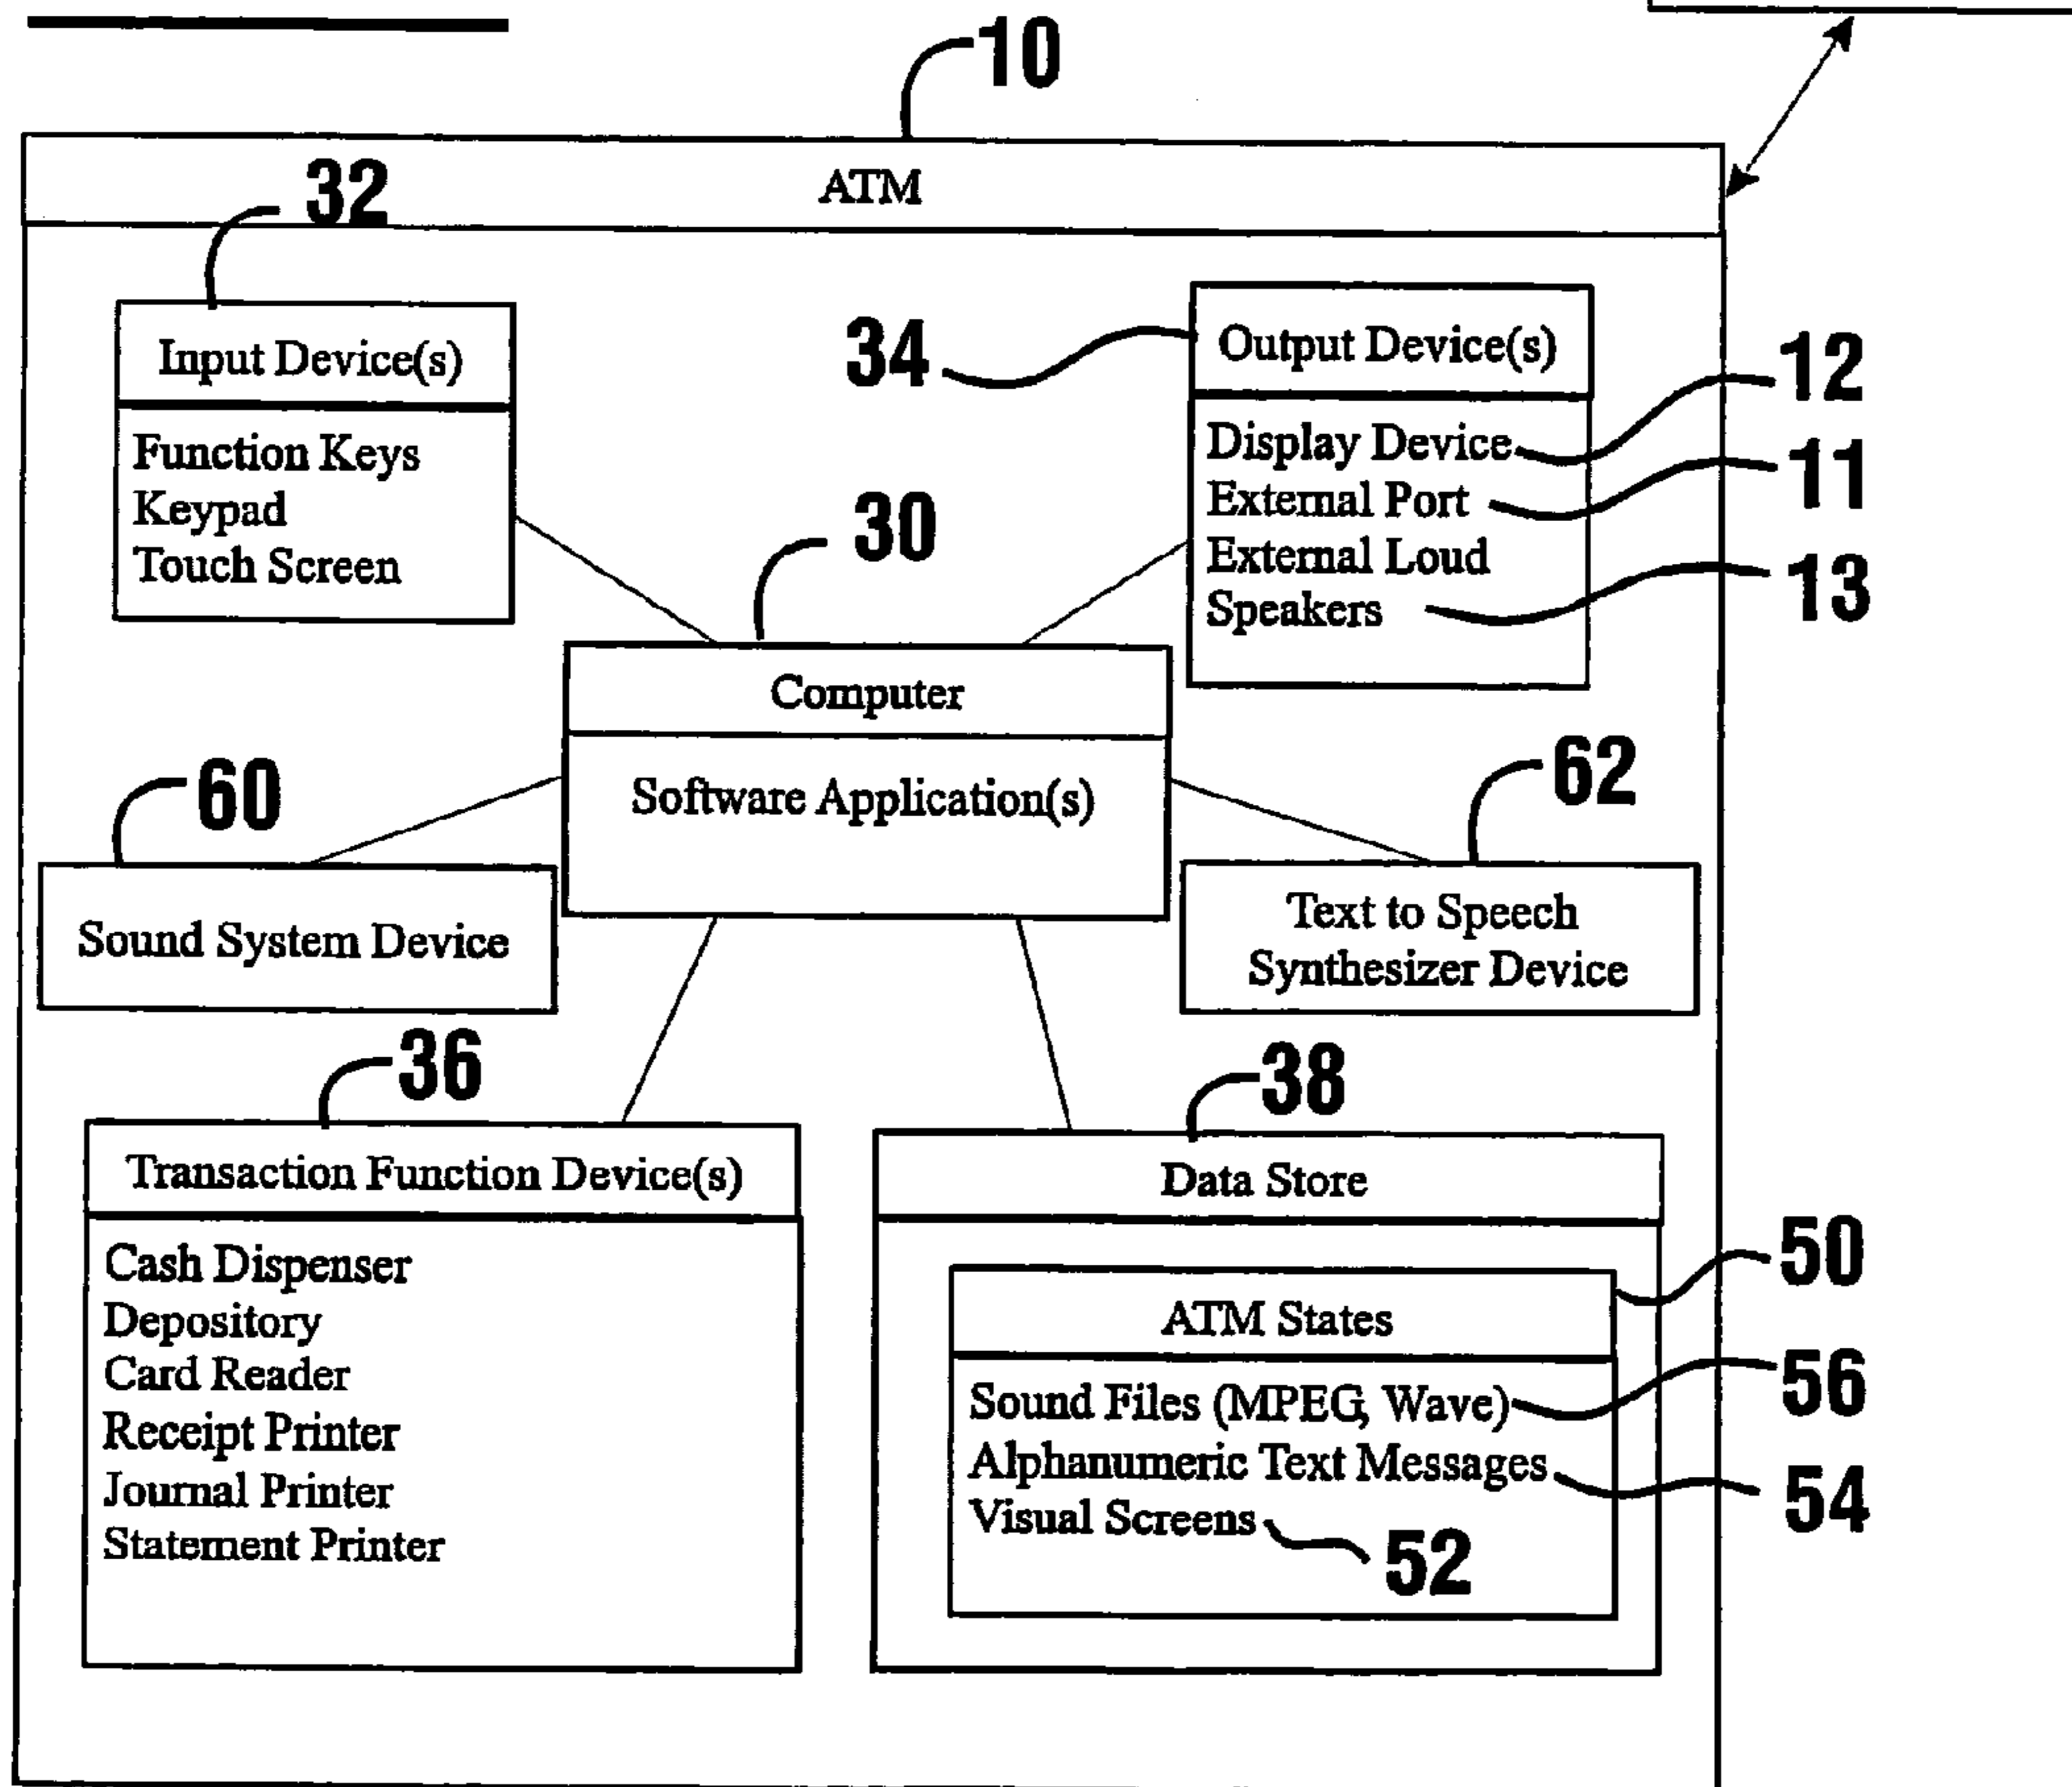 10
ATM
32
Input Device(s)
Function Keys
Keypad
Touch Screen
34
Output Device(s)
Display Device
12
External Port
11
External Loud
Speakers
13
30
Computer
Software Application(s)
60
Sound System Device
62
Text to Speech
Synthesizer Device
36
Transaction Function Device(s)
Cash Dispenser
Depository
Card Reader
Receipt Printer
Journal Printer
Statement Printer
38
Data Store
50
ATM States
Sound Files (MPEG, Wave)
56
Alphanumeric Text Messages
54
Visual Screens
52